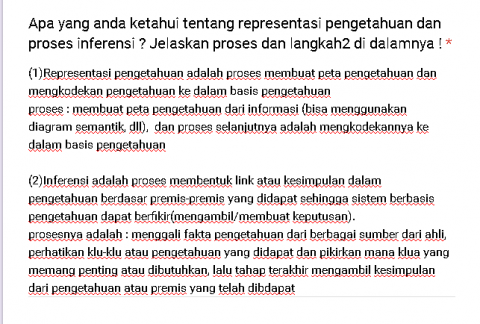 Apa yang anda ketahui tentang representasi pengetahuan dan
proses inferensi ? Jelaskan proses dan langkah2 di dalamnya ! *
(1)Representasi pengetahuan adalah proses membuat peta pengetahuan dan
mengkodekan pengetahuan ke dalam basis pengetahuan
proses : membuat peta pengetahuan dari informasi (bisa menggunakan
diagram semantik, dll), dan proses selanjutnya adalah mengkodekannya ke
dalam basis pengetahuan
(2)Inferensi adalah proses membentuk link atau kesimpulan dalam
pengetahuan berdasar premis-premis yang didapat sehingga sistem berbasis
pengetahuan dapat berfikir(mengambil/membuat keputusan).
prosesnya adalah : menggali fakta pengetahuan dari berbagai sumber dari ahli,
perhatikan klu-klu atau pengetahuan yang didapat dan pikirkan mana klua yang
memang penting atau dibutuhkan, lalu tahap terakhir mengambil kesimpulan
dari pengetahuan atau premis yang telah dibdapat